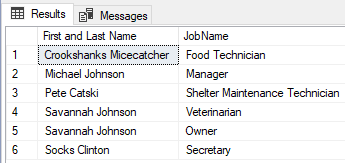 Results Messages
First and Last Name JobName
1 Crookshanks Micecatcher Food Technician
2 Michael Johnson Manager
3 Pete Catski Shelter Maintenance Technician
4 Savannah Johnson Veterinarian
5 Savannah Johnson Owner
6 Socks Clinton Secretary